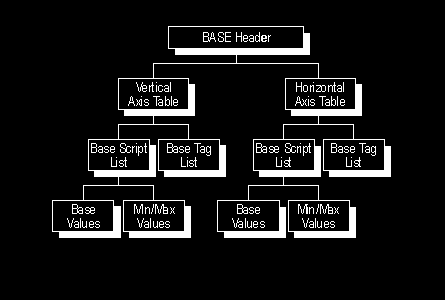 BASE Header
Vertical
Axis Table
Horizontal
Axis Table
Base Script
List
Base Tag
List
Base Script
List
Base Tag
List
Base
Values
Min/Max
Values
Base
Values
Min/Max
Values